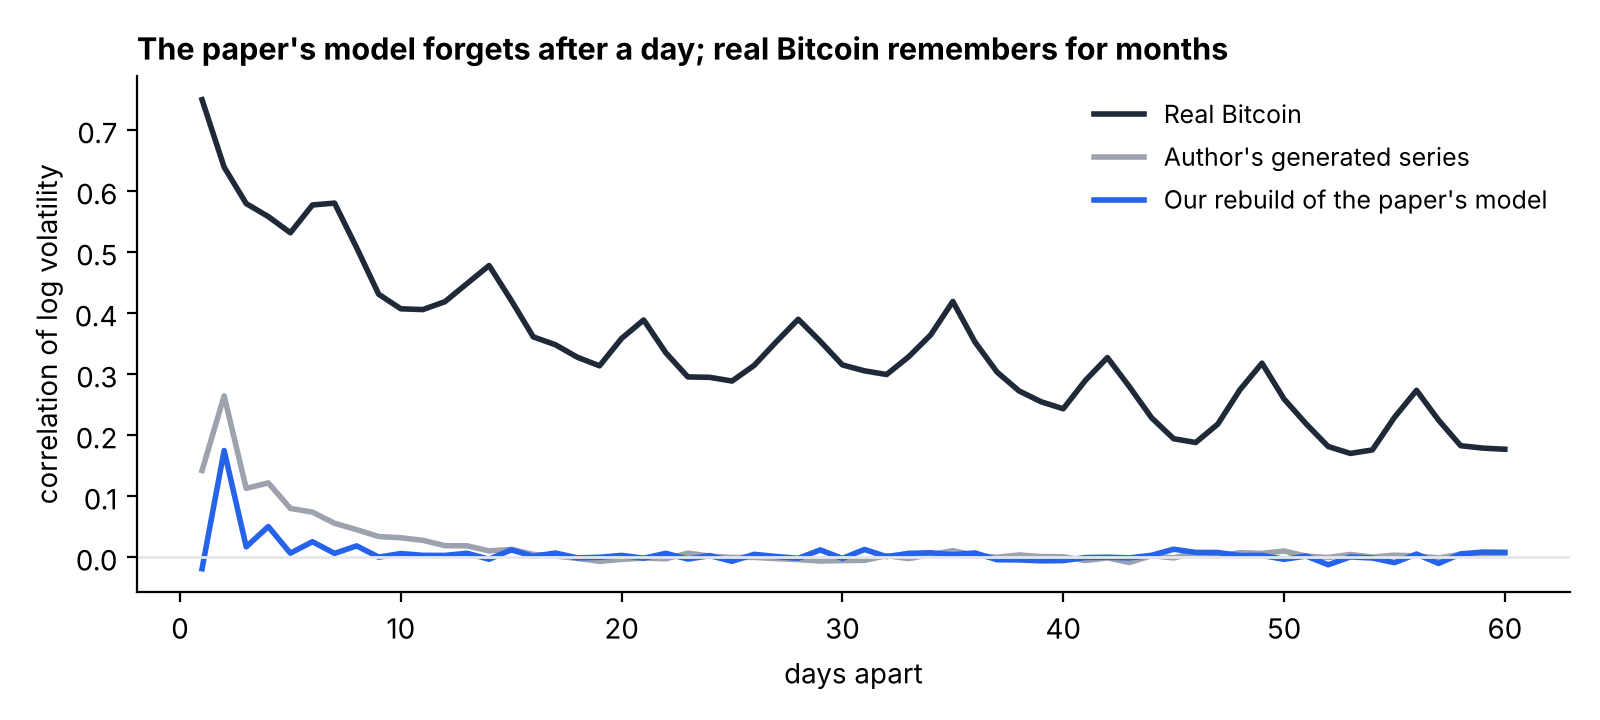 The paper's model forgets after a day; real Bitcoin remembers for months
Real Bitcoin
Author's generated series
Our rebuild of the paper's model
correlation of log volatility
0.7
0.6
0.5
0.4
0.3
0.2
0.1
0.0
0 10 20 30 40 50 60
days apart